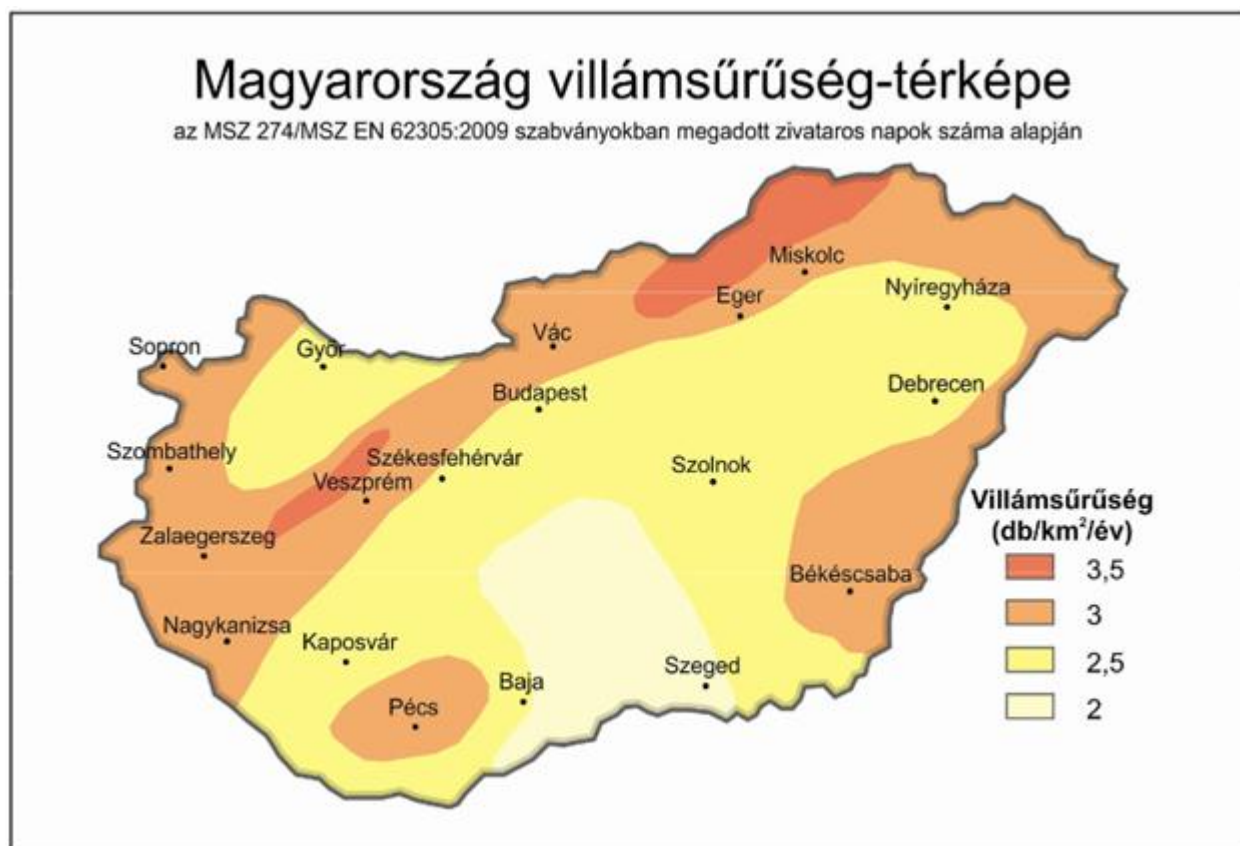 Magyarország villámsűrűség-térképe
az MSZ 274/MSZ EN 62305:2009 szabványokban megadott zivataros napok száma alapján
Miskolc
Nyíregyháza
Eger
Vác
Sopron
Győr
Debrecen
Budapest
Szombathely
Székesfehérvár
Szolnok
Veszprém
Zalaegerszeg
Békéscsaba
Nagykanizsa
Kaposvár
Szeged
Baja
Pécs
Villámsűrűség
(db/km²/év)
3,5
3
2,5
2